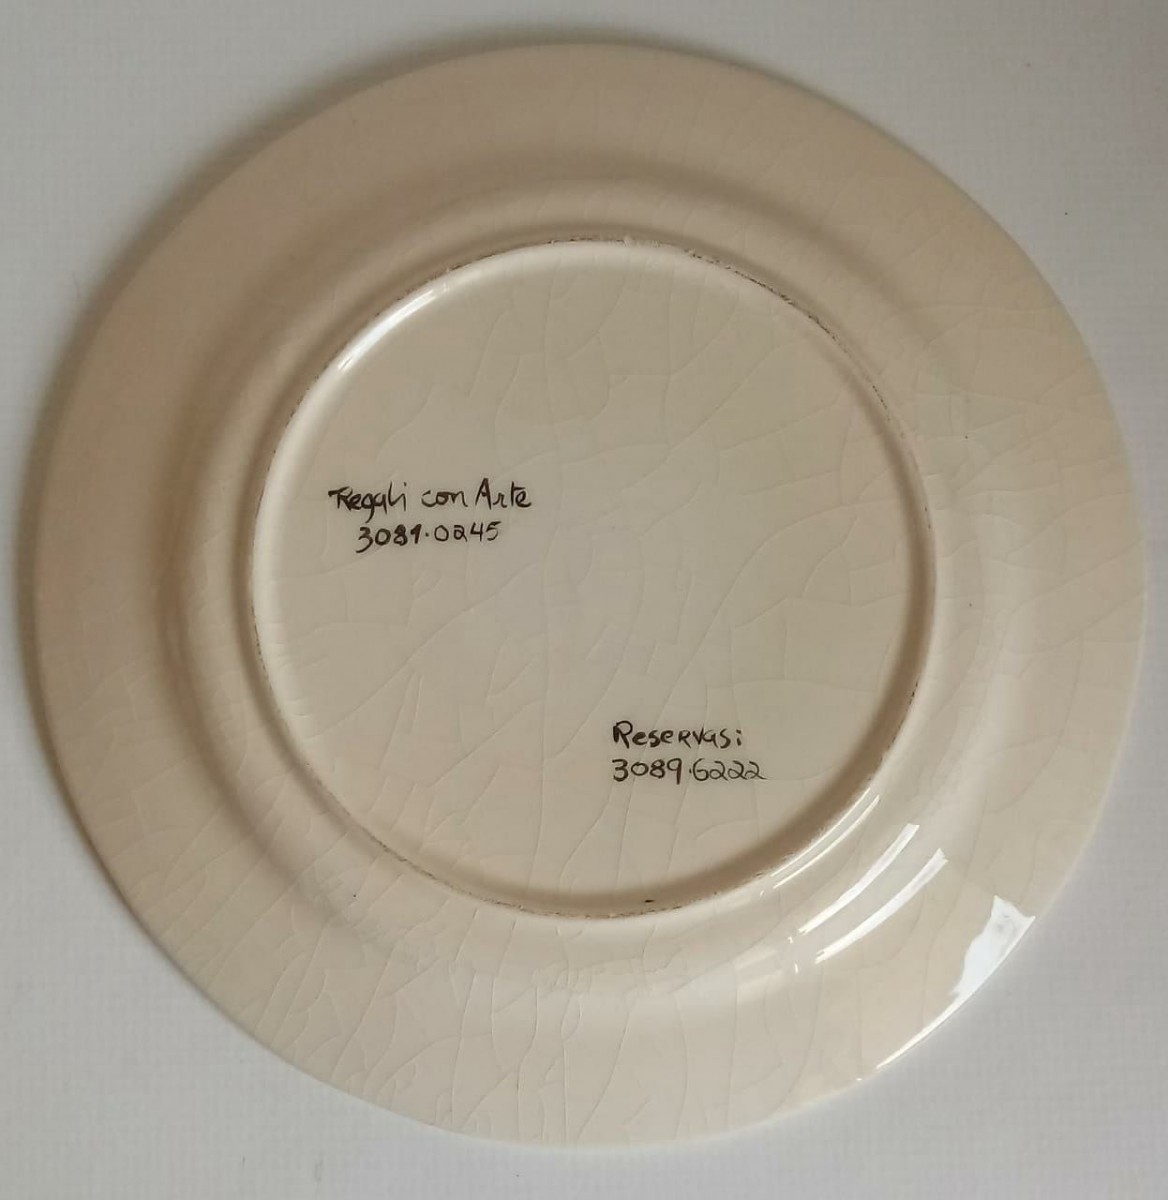 Regali con Arte
3081.0245
Reservas:
3089.6222